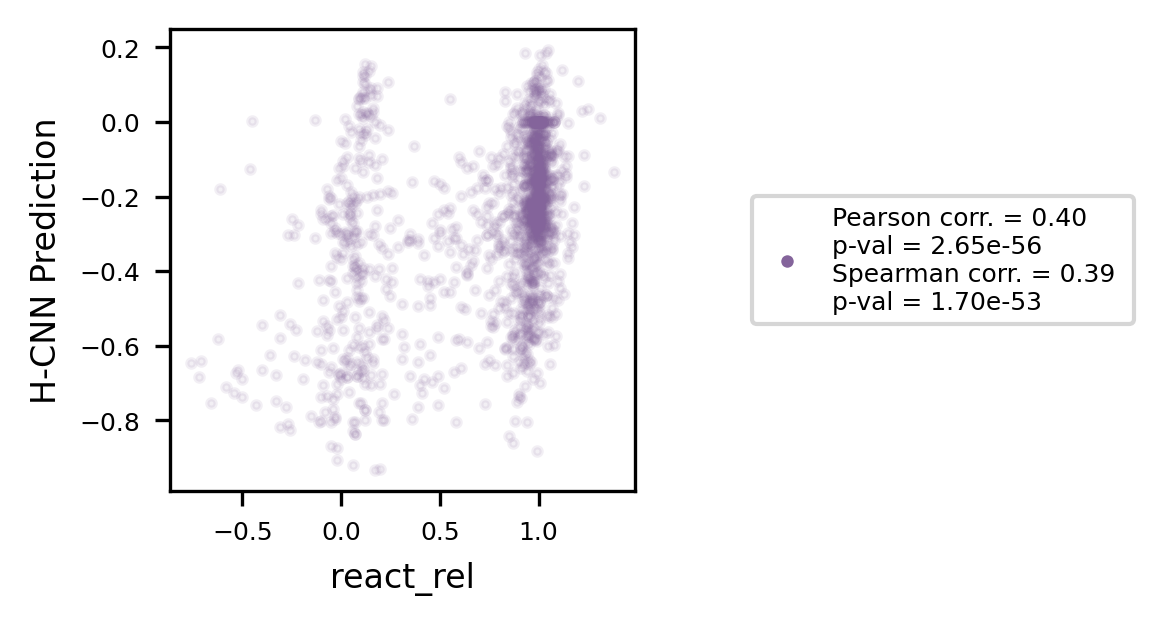 0.2
0.0
−0.2
−0.4
−0.6
−0.8
H-CNN Prediction
−0.5
0.0
0.5
1.0
react_rel
Pearson corr. = 0.40
p-val = 2.65e-56
Spearman corr. = 0.39
p-val = 1.70e-53